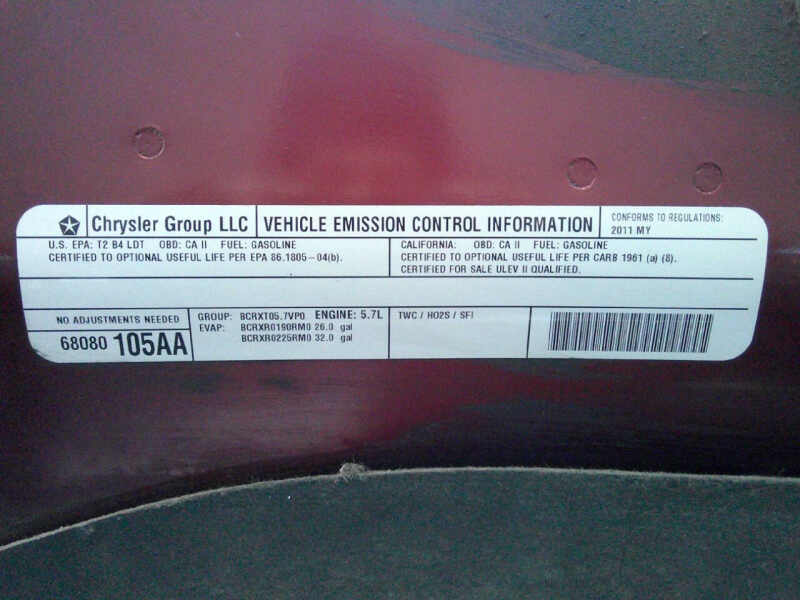 Chrysler Group LLC
VEHICLE EMISSION CONTROL INFORMATION
CONFORMS TO REGULATIONS:
2011 MY
U.S. EPA: T2 B4 LDT OBD: CA II FUEL: GASOLINE
CERTIFIED TO OPTIONAL USEFUL LIFE PER EPA 86.1805-04(b).
CALIFORNIA: OBD: CA II FUEL: GASOLINE
CERTIFIED TO OPTIONAL USEFUL LIFE PER CARB 1961 (a) (8).
CERTIFIED FOR SALE ULEV II QUALIFIED.
NO ADJUSTMENTS NEEDED
68080 105AA
GROUP: BCRXT05.7VP0 ENGINE: 5.7L
EVAP: BCRXR0190RM0 26.0 gal
BCRXR0225RM0 32.0 gal
TWC / HO2S / SFI